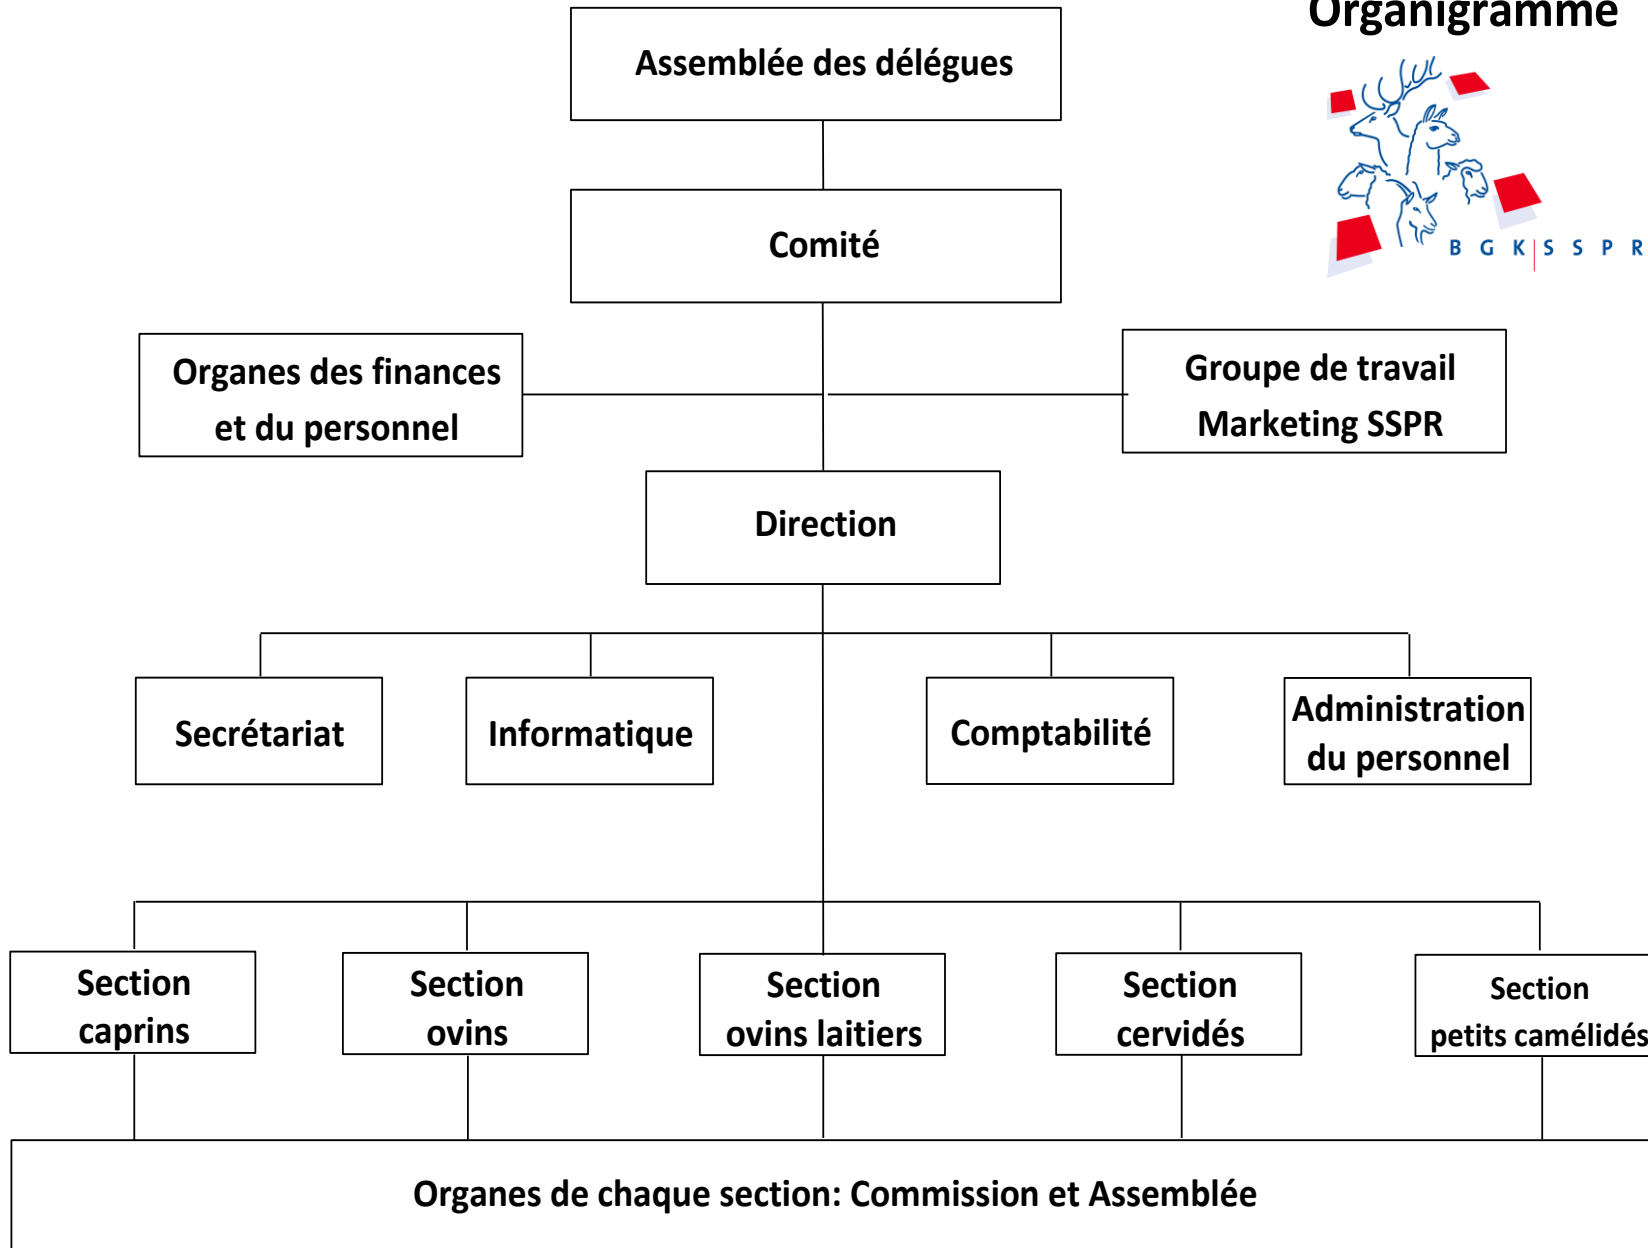 Organigramme
Assemblée des délégues
BGK|SSPR
Comité
Organes des finances
et du personnel
Groupe de travail
Marketing SSPR
Direction
Secrétariat
Informatique
Comptabilité
Administration
du personnel
Section
caprins
Section
ovins
Section
ovins laitiers
Section
cervidés
Section
petits camélidés
Organes de chaque section: Commission et Assemblée